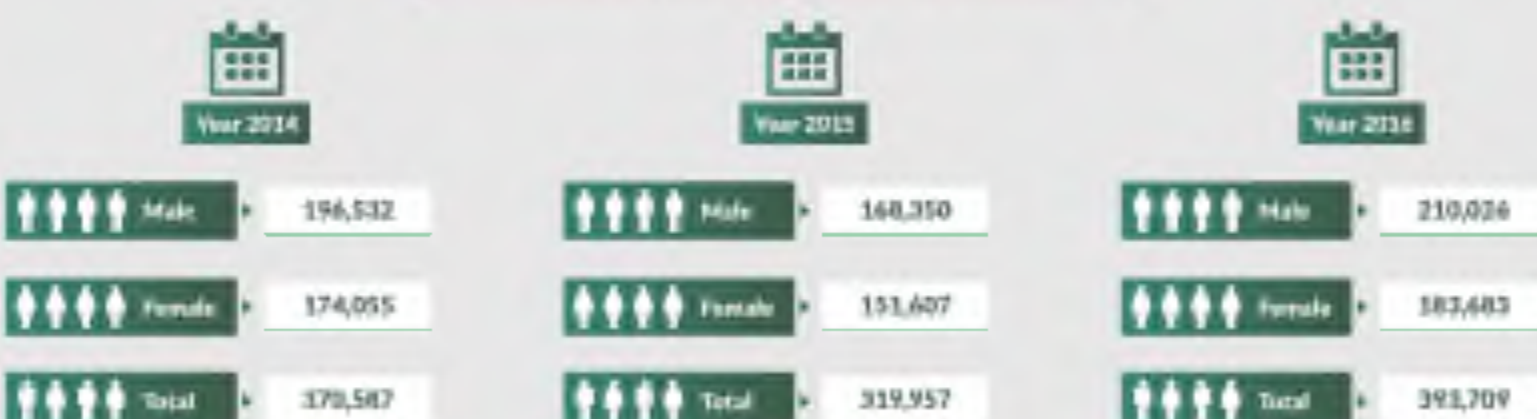 Year 2014
Male 196,532
Female 174,055
Total 370,587
Year 2015
Male 168,350
Female 151,607
Total 319,957
Year 2016
Male 210,026
Female 183,683
Total 393,709